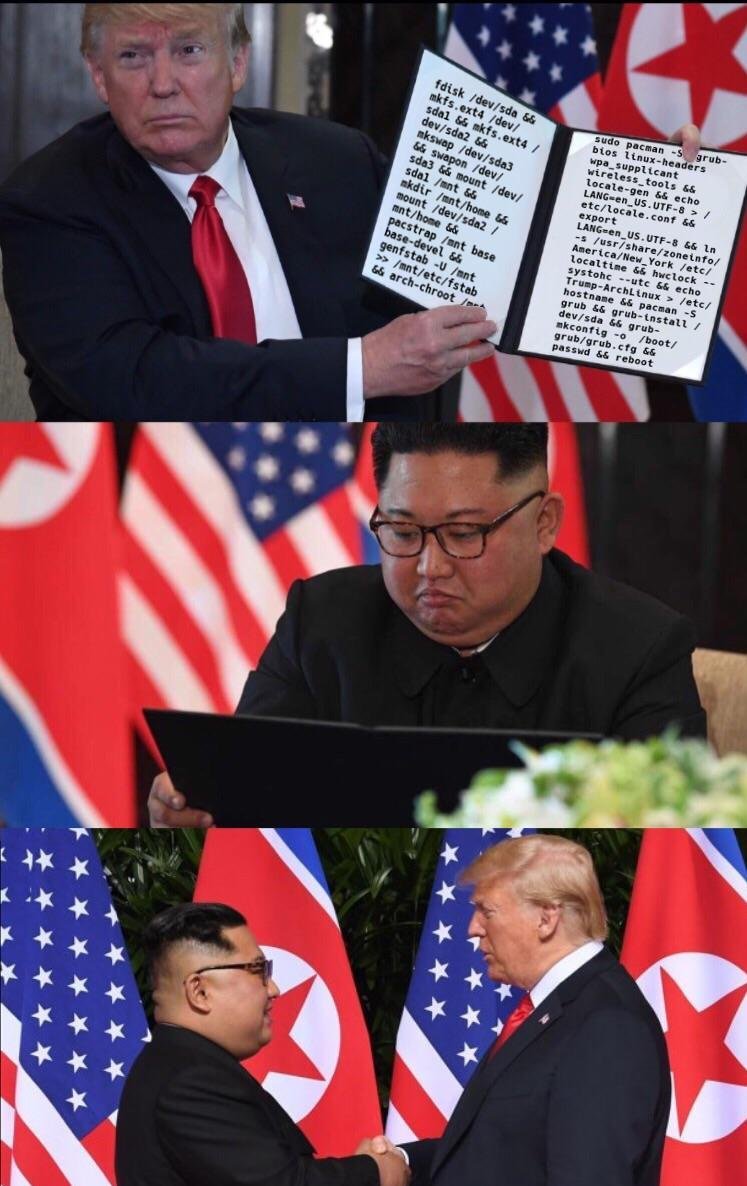 fdisk /dev/sda &&
mkfs.ext4 /dev/
sda1 && mkfs.ext4 /
dev/sda2 &&
mkswap /dev/sda3
&& swapon /dev/
sda3 && mount /dev/
sda1 /mnt &&
mkdir /mnt/home &&
mount /dev/sda2 /
mnt/home &&
pacstrap /mnt base
base-devel &&
genfstab -U /mnt
>> /mnt/etc/fstab
&& arch-chroot /mnt
sudo pacman -S grub-
bios linux-headers
wpa_supplicant
wireless_tools &&
locale-gen && echo
LANG=en_US.UTF-8 > /
etc/locale.conf &&
export
LANG=en_US.UTF-8 && ln
-s /usr/share/zoneinfo/
America/New_York /etc/
localtime && hwclock --
systohc --utc && echo
Trump-ArchLinux > /etc/
hostname && pacman -S
grub && grub-install /
dev/sda && grub-
mkconfig -o /boot/
grub/grub.cfg &&
passwd && reboot